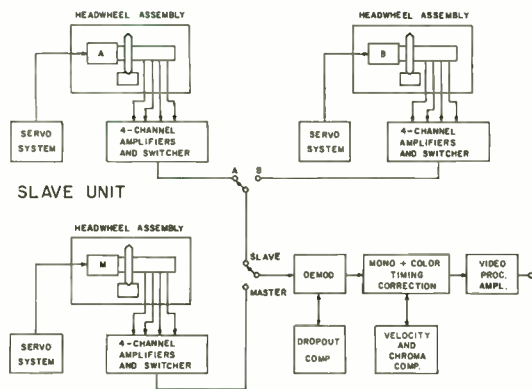 HEADWHEEL ASSEMBLY
A
SERVO
SYSTEM
4-CHANNEL
AMPLIFIERS
AND SWITCHER
HEADWHEEL ASSEMBLY
B
SERVO
SYSTEM
4-CHANNEL
AMPLIFIERS
AND SWITCHER
A
B
SLAVE UNIT
HEADWHEEL ASSEMBLY
M
SERVO
SYSTEM
4-CHANNEL
AMPLIFIERS
AND SWITCHER
SLAVE
MASTER
DEMOD
MONO + COLOR
TIMING
CORRECTION
VIDEO
PROC.
AMPL.
DROPOUT
COMP
VELOCITY
AND
CHROMA
COMP.